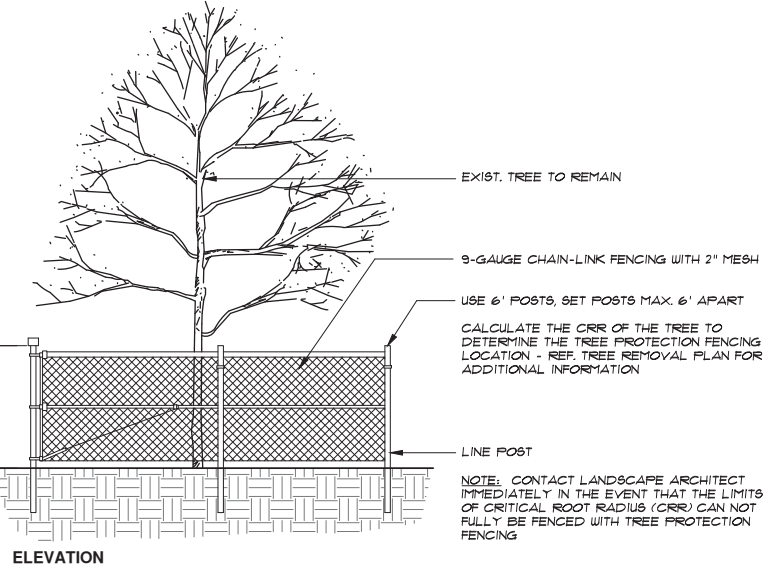 EXIST. TREE TO REMAIN
9-GAUGE CHAIN-LINK FENCING WITH 2" MESH
USE 6' POSTS, SET POSTS MAX. 6' APART
CALCULATE THE CRR OF THE TREE TO
DETERMINE THE TREE PROTECTION FENCING
LOCATION - REF. TREE REMOVAL PLAN FOR
ADDITIONAL INFORMATION
LINE POST
NOTE: CONTACT LANDSCAPE ARCHITECT
IMMEDIATELY IN THE EVENT THAT THE LIMITS
OF CRITICAL ROOT RADIUS (CRR) CAN NOT
FULLY BE FENCED WITH TREE PROTECTION
FENCING
ELEVATION